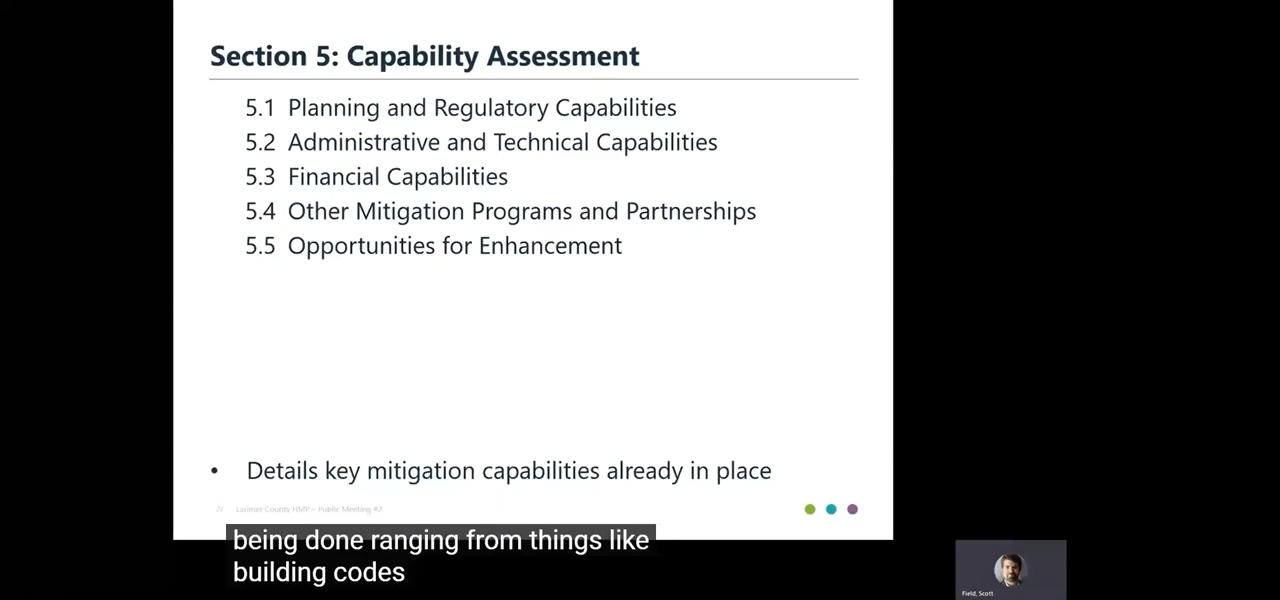 Section 5: Capability Assessment
5.1 Planning and Regulatory Capabilities
5.2 Administrative and Technical Capabilities
5.3 Financial Capabilities
5.4 Other Mitigation Programs and Partnerships
5.5 Opportunities for Enhancement
• Details key mitigation capabilities already in place
Larimer County HMP – Public Meeting #2
being done ranging from things like
building codes
Field, Scott